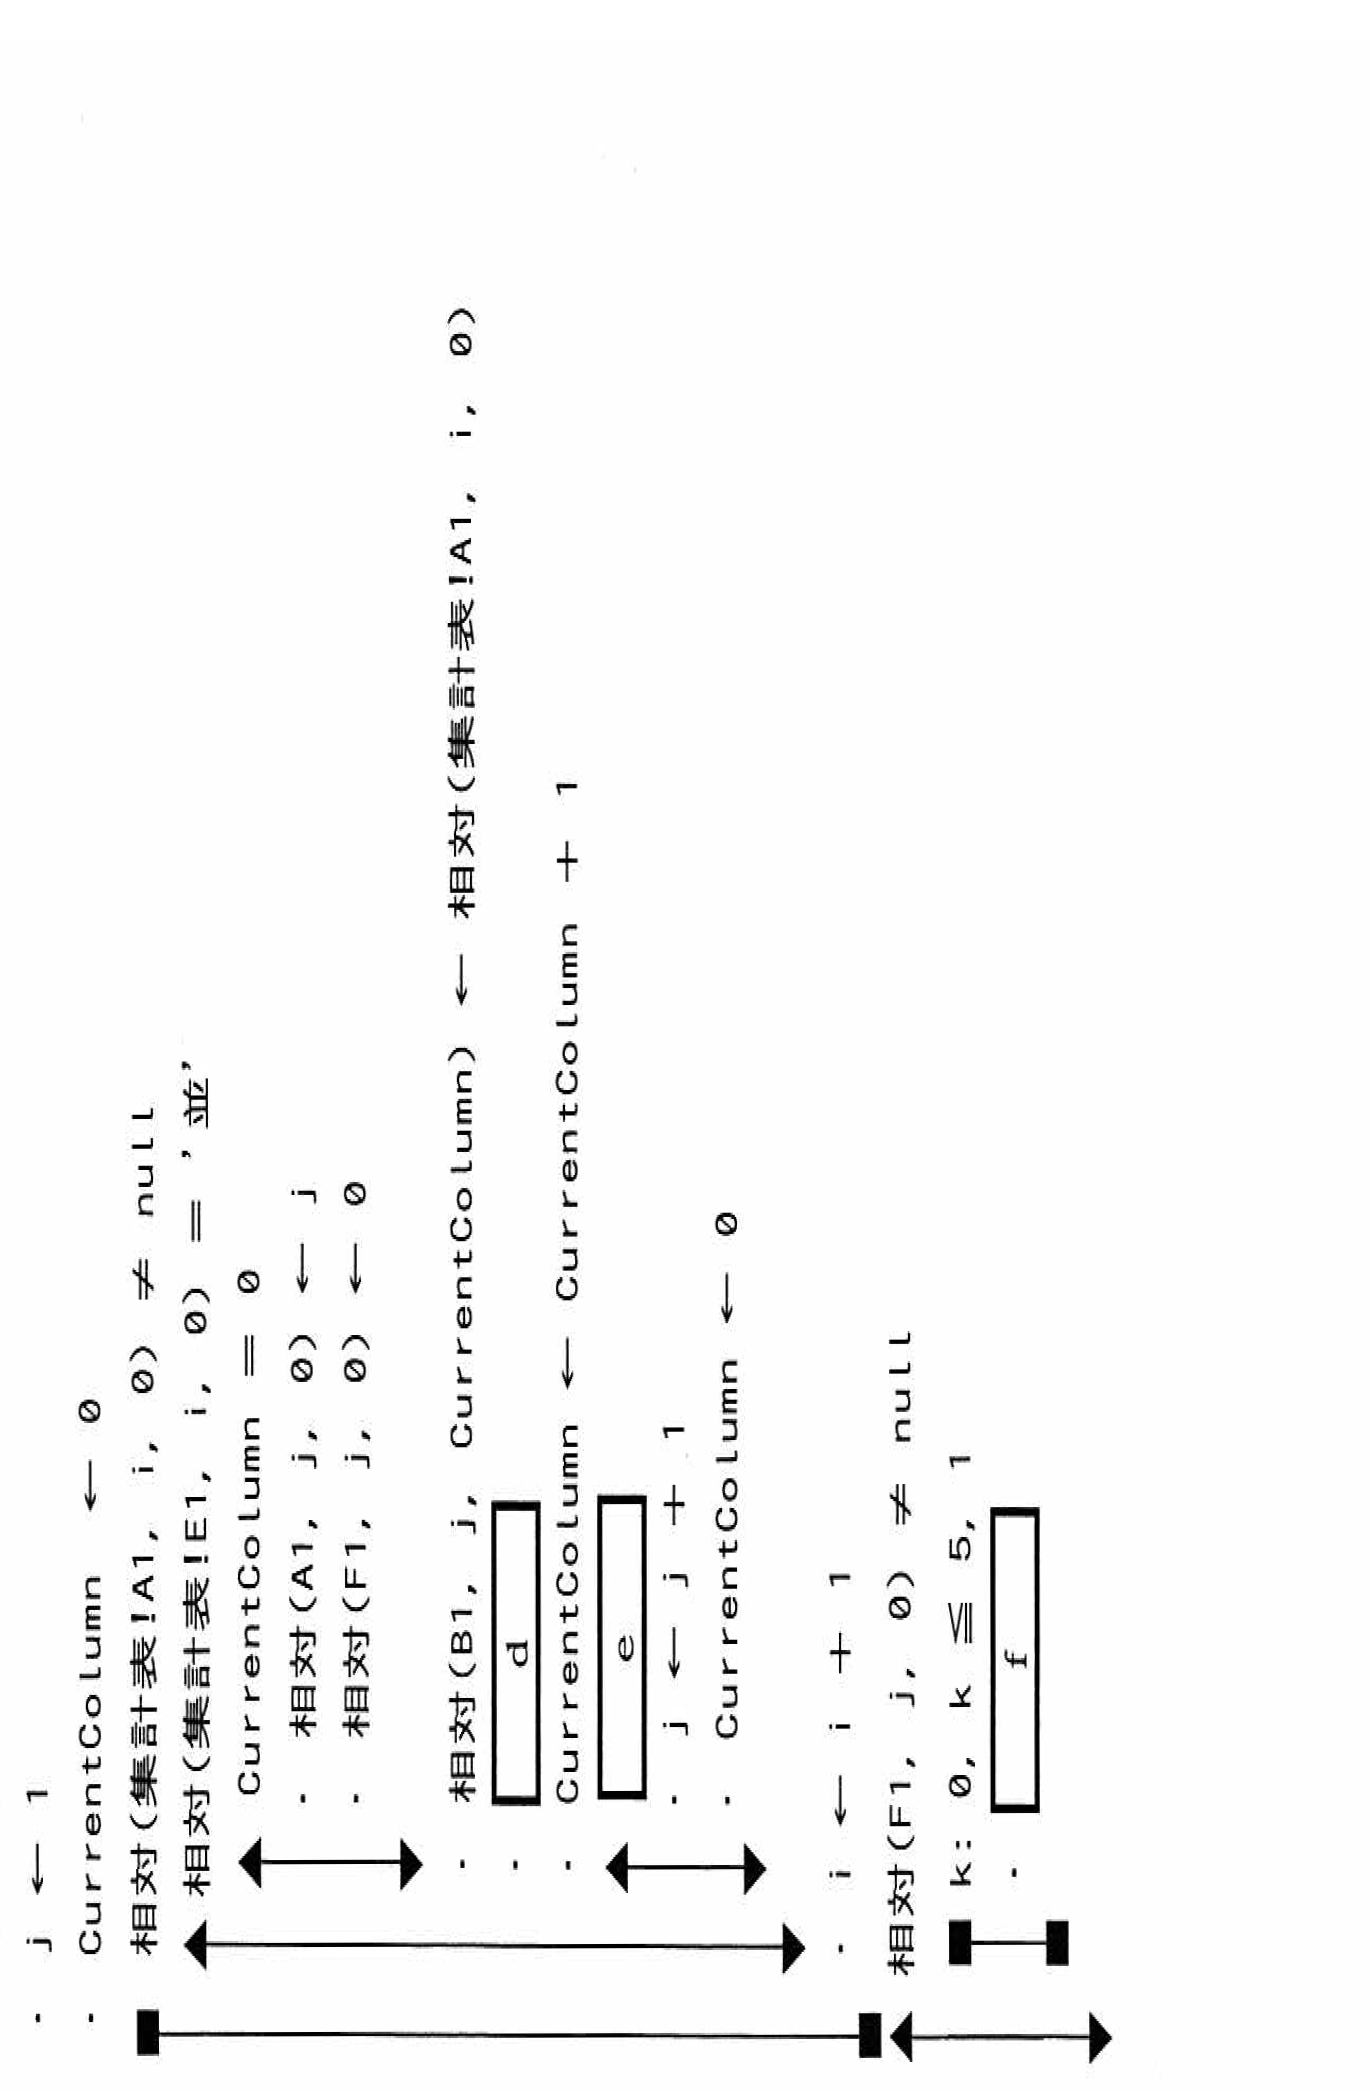 ・ j ← 1
・ CurrentColumn ← 0
相対(集計表!A1, i, 0) ≠ null
相対(集計表!E1, i, 0) = '並'
CurrentColumn = 0
・ 相対(A1, j, 0) ← j
・ 相対(F1, j, 0) ← 0
・ 相対(B1, j, CurrentColumn) ← 相対(集計表!A1, i, 0)
・ d
・ CurrentColumn ← CurrentColumn + 1
e
・ j ← j + 1
・ CurrentColumn ← 0
・ i ← i + 1
相対(F1, j, 0) ≠ null
k: 0, k ≦ 5, 1
・ f